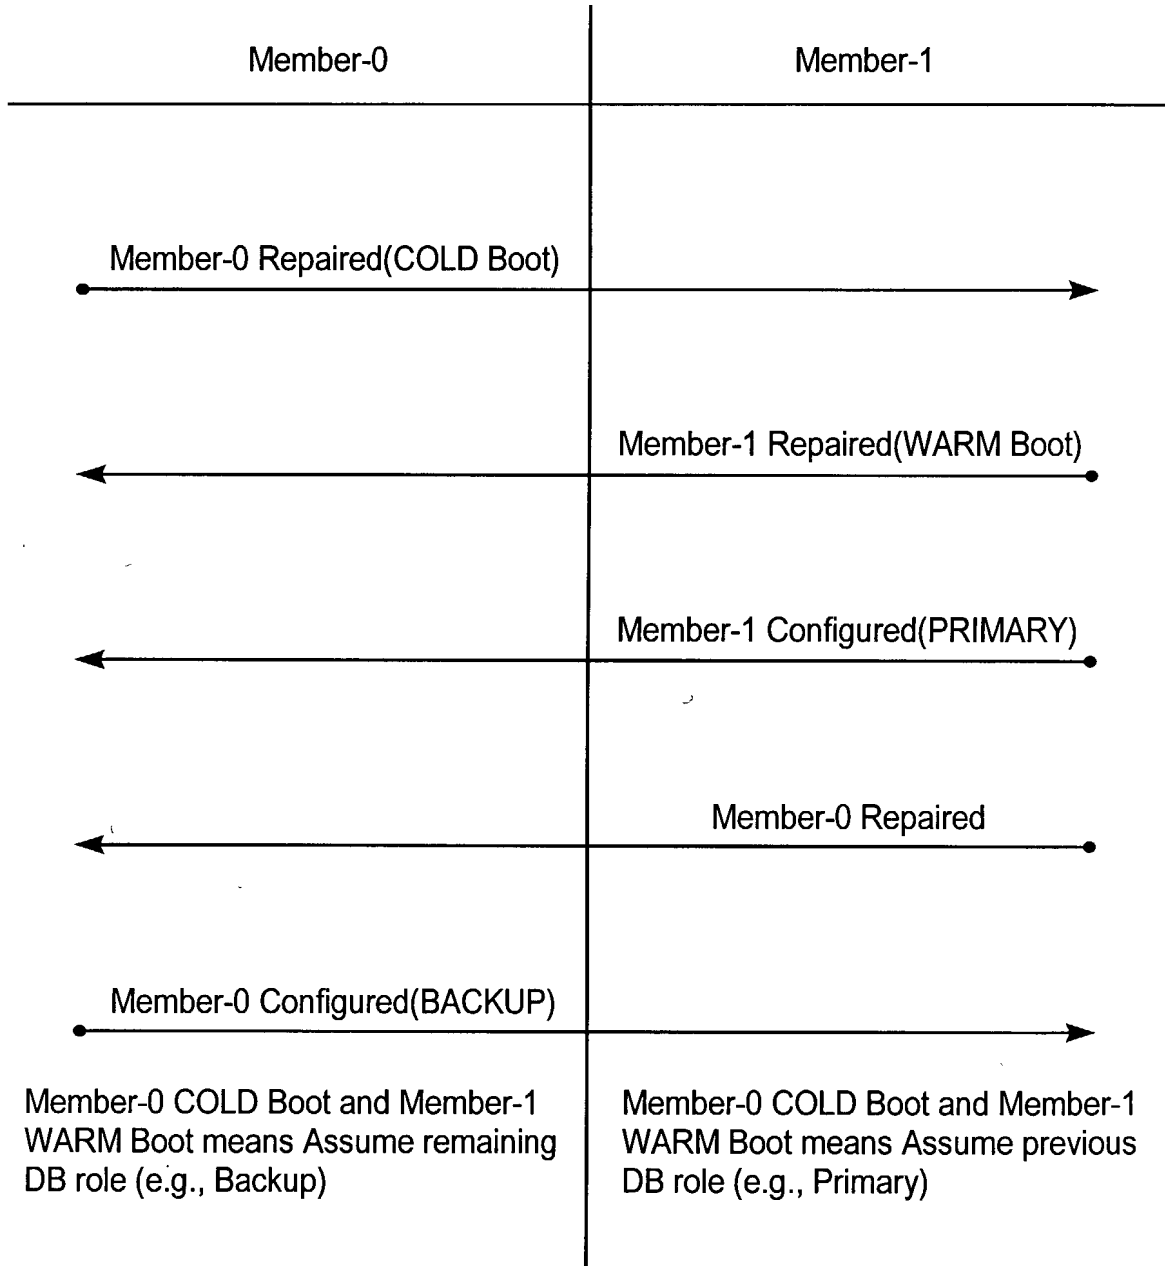 Member-0
Member-1
Member-0 Repaired(COLD Boot)
Member-1 Repaired(WARM Boot)
Member-1 Configured(PRIMARY)
Member-0 Repaired
Member-0 Configured(BACKUP)
Member-0 COLD Boot and Member-1
WARM Boot means Assume remaining
DB role (e.g., Backup)
Member-0 COLD Boot and Member-1
WARM Boot means Assume previous
DB role (e.g., Primary)